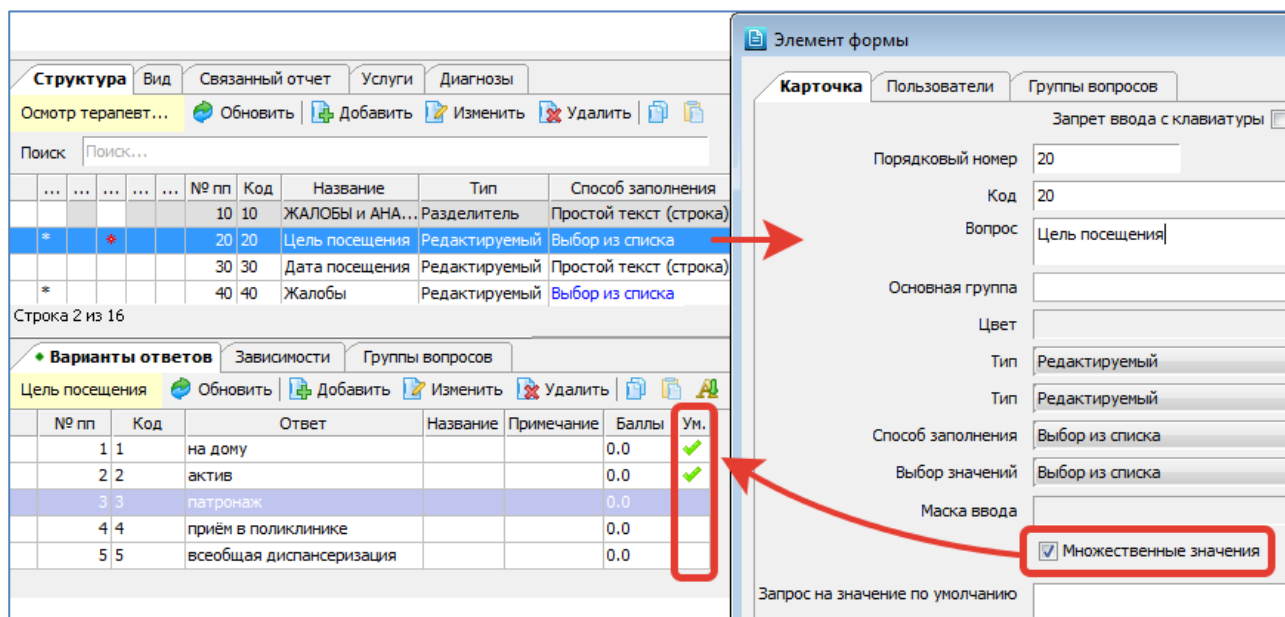 Структура Вид Связанный отчет Услуги Диагнозы
Осмотр терапевт... Обновить Добавить Изменить Удалить
Поиск Поиск...
... ... ... ... ... № пп Код Название Тип Способ заполнения
10 10 ЖАЛОБЫ и АНА... Разделитель Простой текст (строка)
* * 20 20 Цель посещения Редактируемый Выбор из списка
30 30 Дата посещения Редактируемый Простой текст (строка)
* 40 40 Жалобы Редактируемый Выбор из списка
Строка 2 из 16
Варианты ответов Зависимости Группы вопросов
Цель посещения Обновить Добавить Изменить Удалить
№ пп Код Ответ Название Примечание Баллы Ум.
1 1 на дому 0.0
2 2 актив 0.0
3 3 патронаж 0.0
4 4 приём в поликлинике 0.0
5 5 всеобщая диспансеризация 0.0
Элемент формы
Карточка Пользователи Группы вопросов
Запрет ввода с клавиатуры
Порядковый номер 20
Код 20
Вопрос Цель посещения
Основная группа
Цвет
Тип Редактируемый
Тип Редактируемый
Способ заполнения Выбор из списка
Выбор значений Выбор из списка
Маска ввода
Множественные значения
Запрос на значение по умолчанию